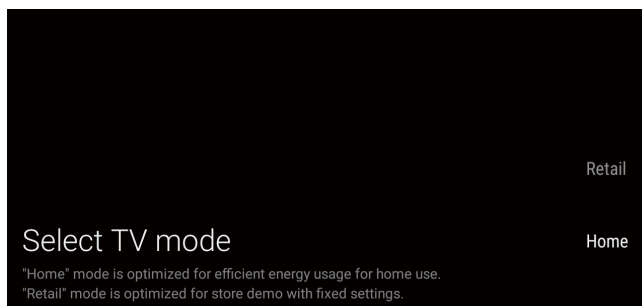 Retail
Select TV mode
Home
"Home" mode is optimized for efficient energy usage for home use.
"Retail" mode is optimized for store demo with fixed settings.